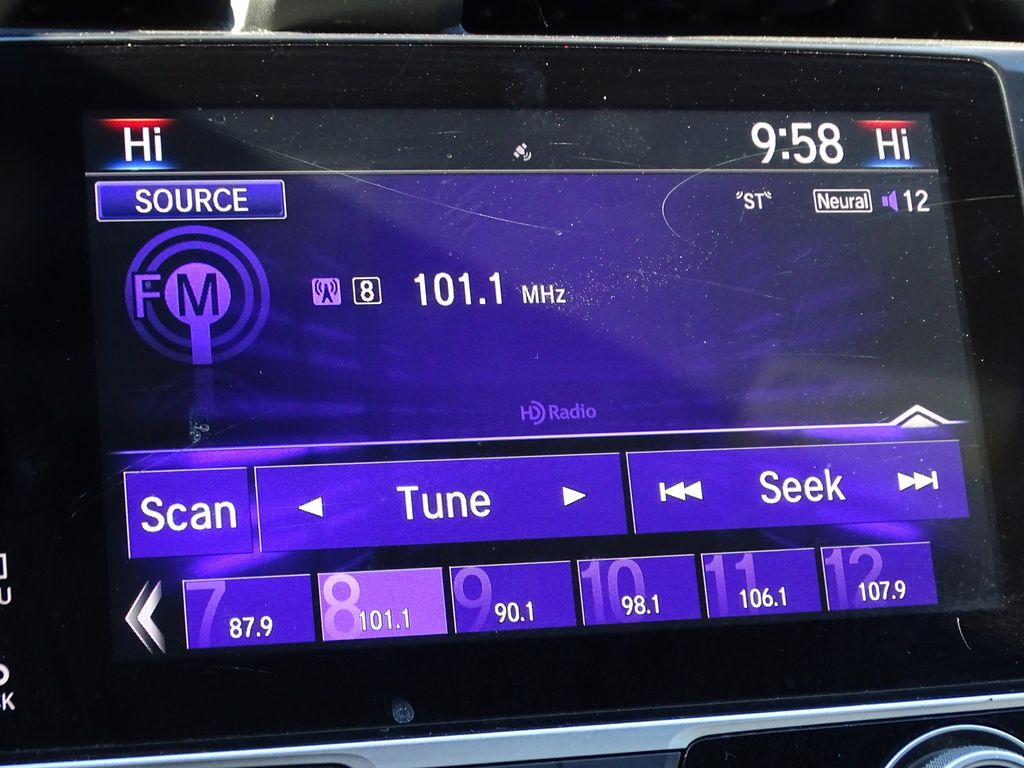 Hi 9:58 Hi
SOURCE "ST" Neural 12
FM 8 101.1 MHz
HD Radio
Scan Tune Seek
7 87.9 8 101.1 9 90.1 10 98.1 11 106.1 12 107.9